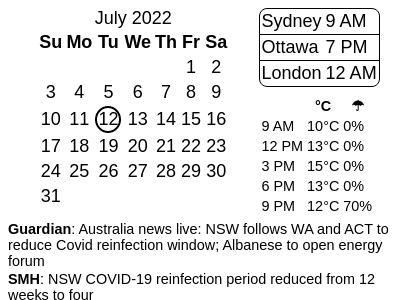 July 2022
Su Mo Tu We Th Fr Sa
1 2
3 4 5 6 7 8 9
10 11 12 13 14 15 16
17 18 19 20 21 22 23
24 25 26 27 28 29 30
31
Sydney 9 AM
Ottawa 7 PM
London 12 AM
°C ☂
9 AM 10°C 0%
12 PM 13°C 0%
3 PM 15°C 0%
6 PM 13°C 0%
9 PM 12°C 70%
Guardian: Australia news live: NSW follows WA and ACT to
reduce Covid reinfection window; Albanese to open energy
forum
SMH: NSW COVID-19 reinfection period reduced from 12
weeks to four